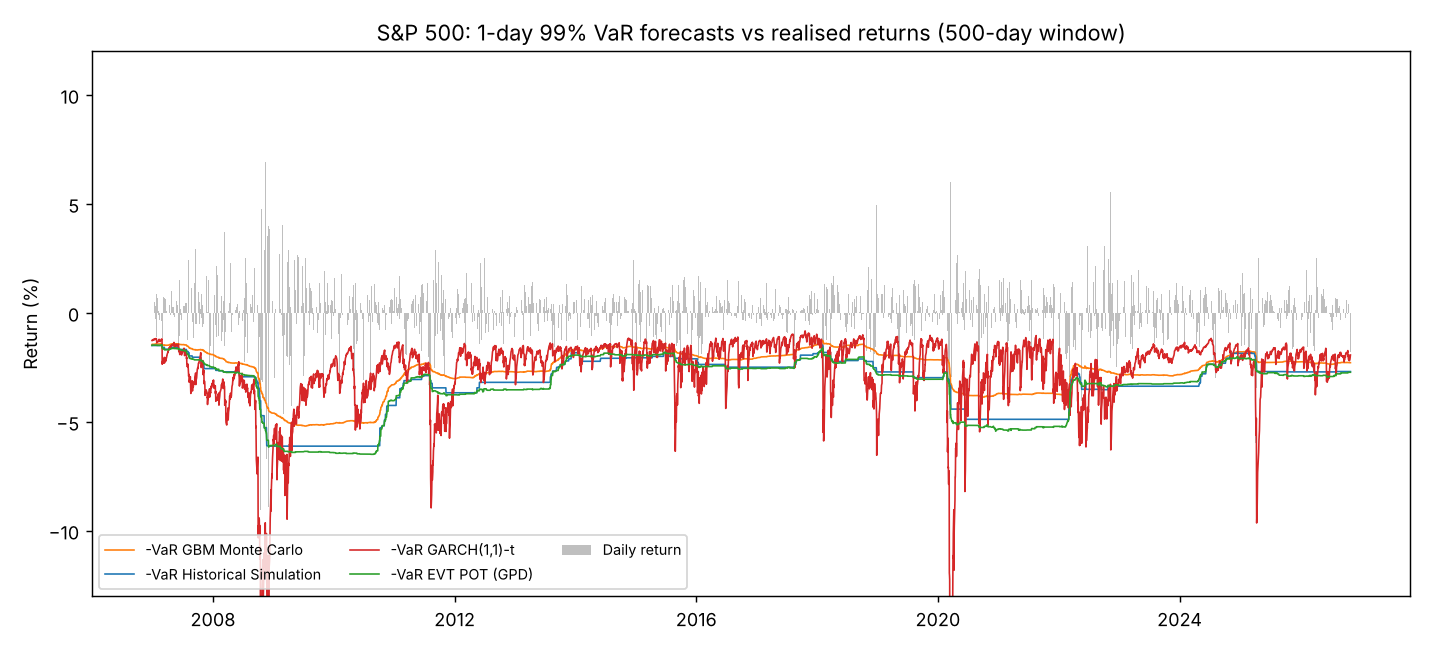 S&P 500: 1-day 99% VaR forecasts vs realised returns (500-day window)
Return (%)
10
5
0
−5
−10
-VaR GBM Monte Carlo
-VaR Historical Simulation
-VaR GARCH(1,1)-t
-VaR EVT POT (GPD)
Daily return
2008
2012
2016
2020
2024